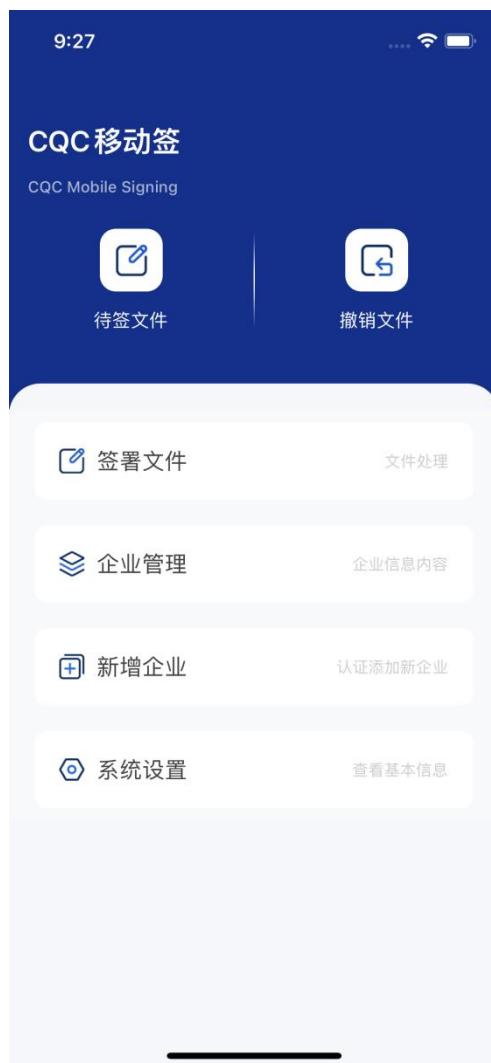 9:27
CQC移动签
CQC Mobile Signing
待签文件
撤销文件
签署文件
文件处理
企业管理
企业信息内容
新增企业
认证添加新企业
系统设置
查看基本信息